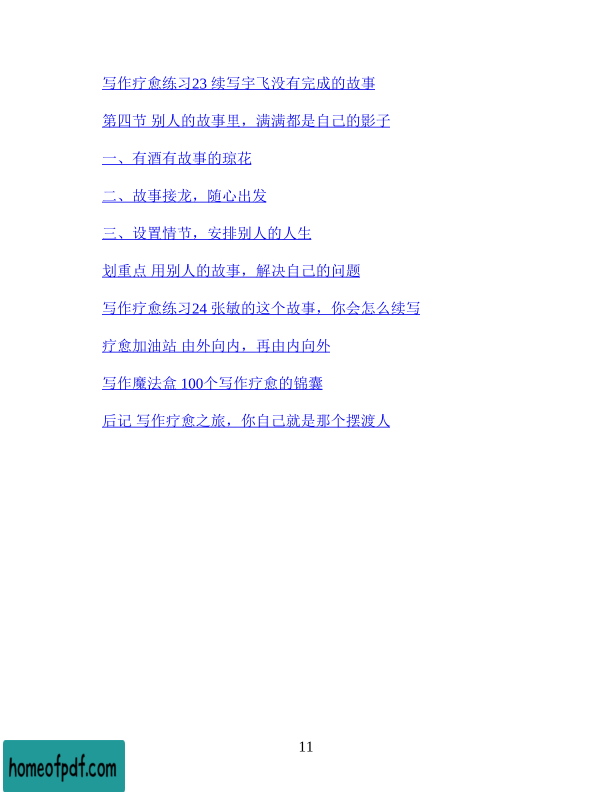 写作疗愈练习23 续写宇飞没有完成的故事
第四节 别人的故事里，满满都是自己的影子
一、有酒有故事的琼花
二、故事接龙，随心出发
三、设置情节，安排别人的人生
划重点 用别人的故事，解决自己的问题
写作疗愈练习24 张敏的这个故事，你会怎么续写
疗愈加油站 由外向内，再由内向外
写作魔法盒 100个写作疗愈的锦囊
后记 写作疗愈之旅，你自己就是那个摆渡人
11
homeofpdf.com